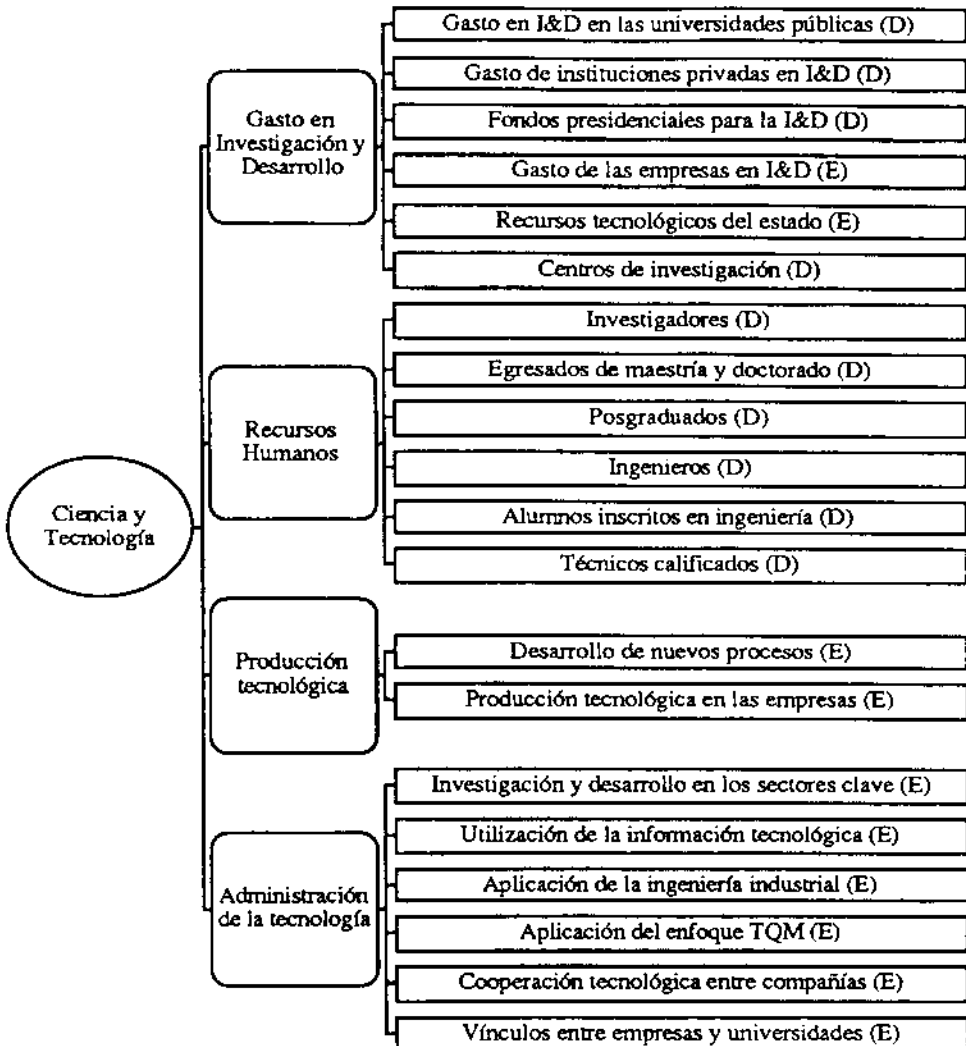 Ciencia y
Tecnología
Gasto en
Investigación y
Desarrollo
Gasto en I&D en las universidades públicas (D)
Gasto de instituciones privadas en I&D (D)
Fondos presidenciales para la I&D (D)
Gasto de las empresas en I&D (E)
Recursos tecnológicos del estado (E)
Centros de investigación (D)
Recursos
Humanos
Investigadores (D)
Egresados de maestría y doctorado (D)
Posgraduados (D)
Ingenieros (D)
Alumnos inscritos en ingeniería (D)
Técnicos calificados (D)
Producción
tecnológica
Desarrollo de nuevos procesos (E)
Producción tecnológica en las empresas (E)
Administración
de la tecnología
Investigación y desarrollo en los sectores clave (E)
Utilización de la información tecnológica (E)
Aplicación de la ingeniería industrial (E)
Aplicación del enfoque TQM (E)
Cooperación tecnológica entre compañías (E)
Vínculos entre empresas y universidades (E)